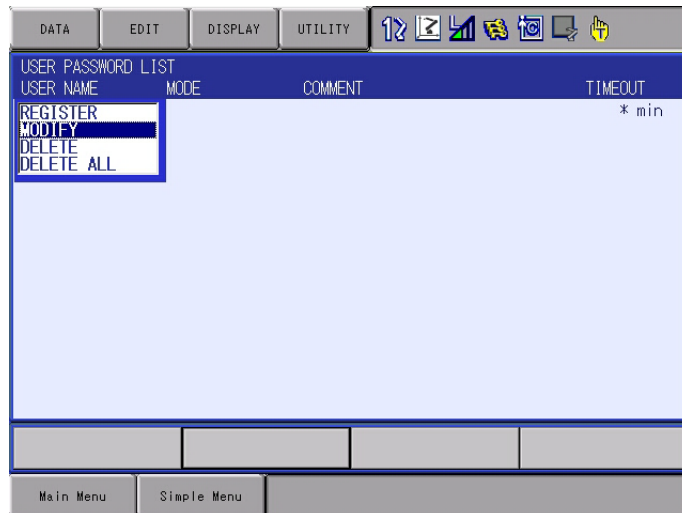 DATA EDIT DISPLAY UTILITY
USER PASSWORD LIST
USER NAME MODE COMMENT TIMEOUT
REGISTER * min
MODIFY
DELETE
DELETE ALL
Main Menu Simple Menu